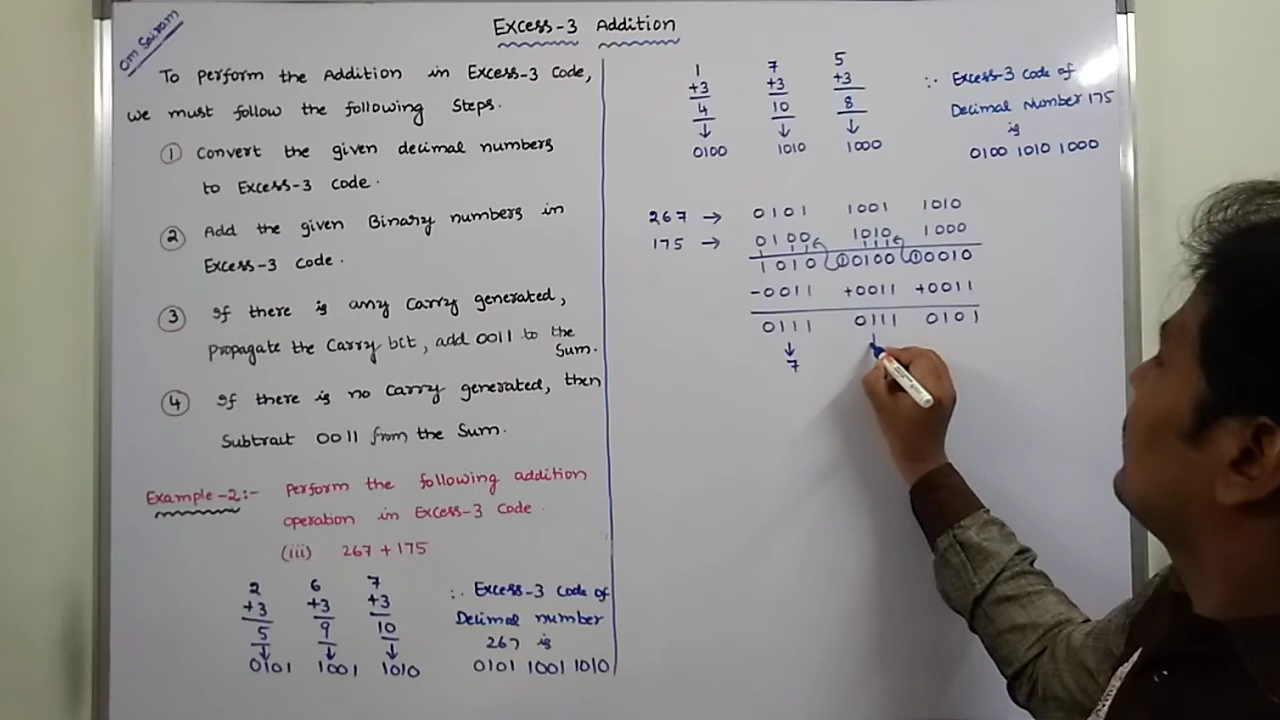 Om Sairam
Excess-3 Addition
To perform the Addition in Excess-3 Code,
we must follow the following Steps.
① Convert the given decimal numbers
to Excess-3 code.
② Add the given Binary numbers in
Excess-3 code.
③ If there is any Carry generated,
propagate the Carry bit, add 0011 to the
Sum.
④ If there is no Carry generated, then
Subtract 0011 from the Sum.
Example-2:- Perform the following addition
operation in Excess-3 Code.
(iii) 267 + 175
2 6 7
+3 +3 +3
5 9 10
↓ ↓ ↓
0101 1001 1010
∴ Excess-3 Code of
Decimal number
267 is
0101 1001 1010
1 7 5
+3 +3 +3
4 10 8
↓ ↓ ↓
0100 1010 1000
∴ Excess-3 code of
Decimal Number 175
is
0100 1010 1000
267 → 0101 1001 1010
175 → 0100 1010 1000
1010 ①0100 ①0010
-0011 +0011 +0011
0111 0111 0101
↓
7